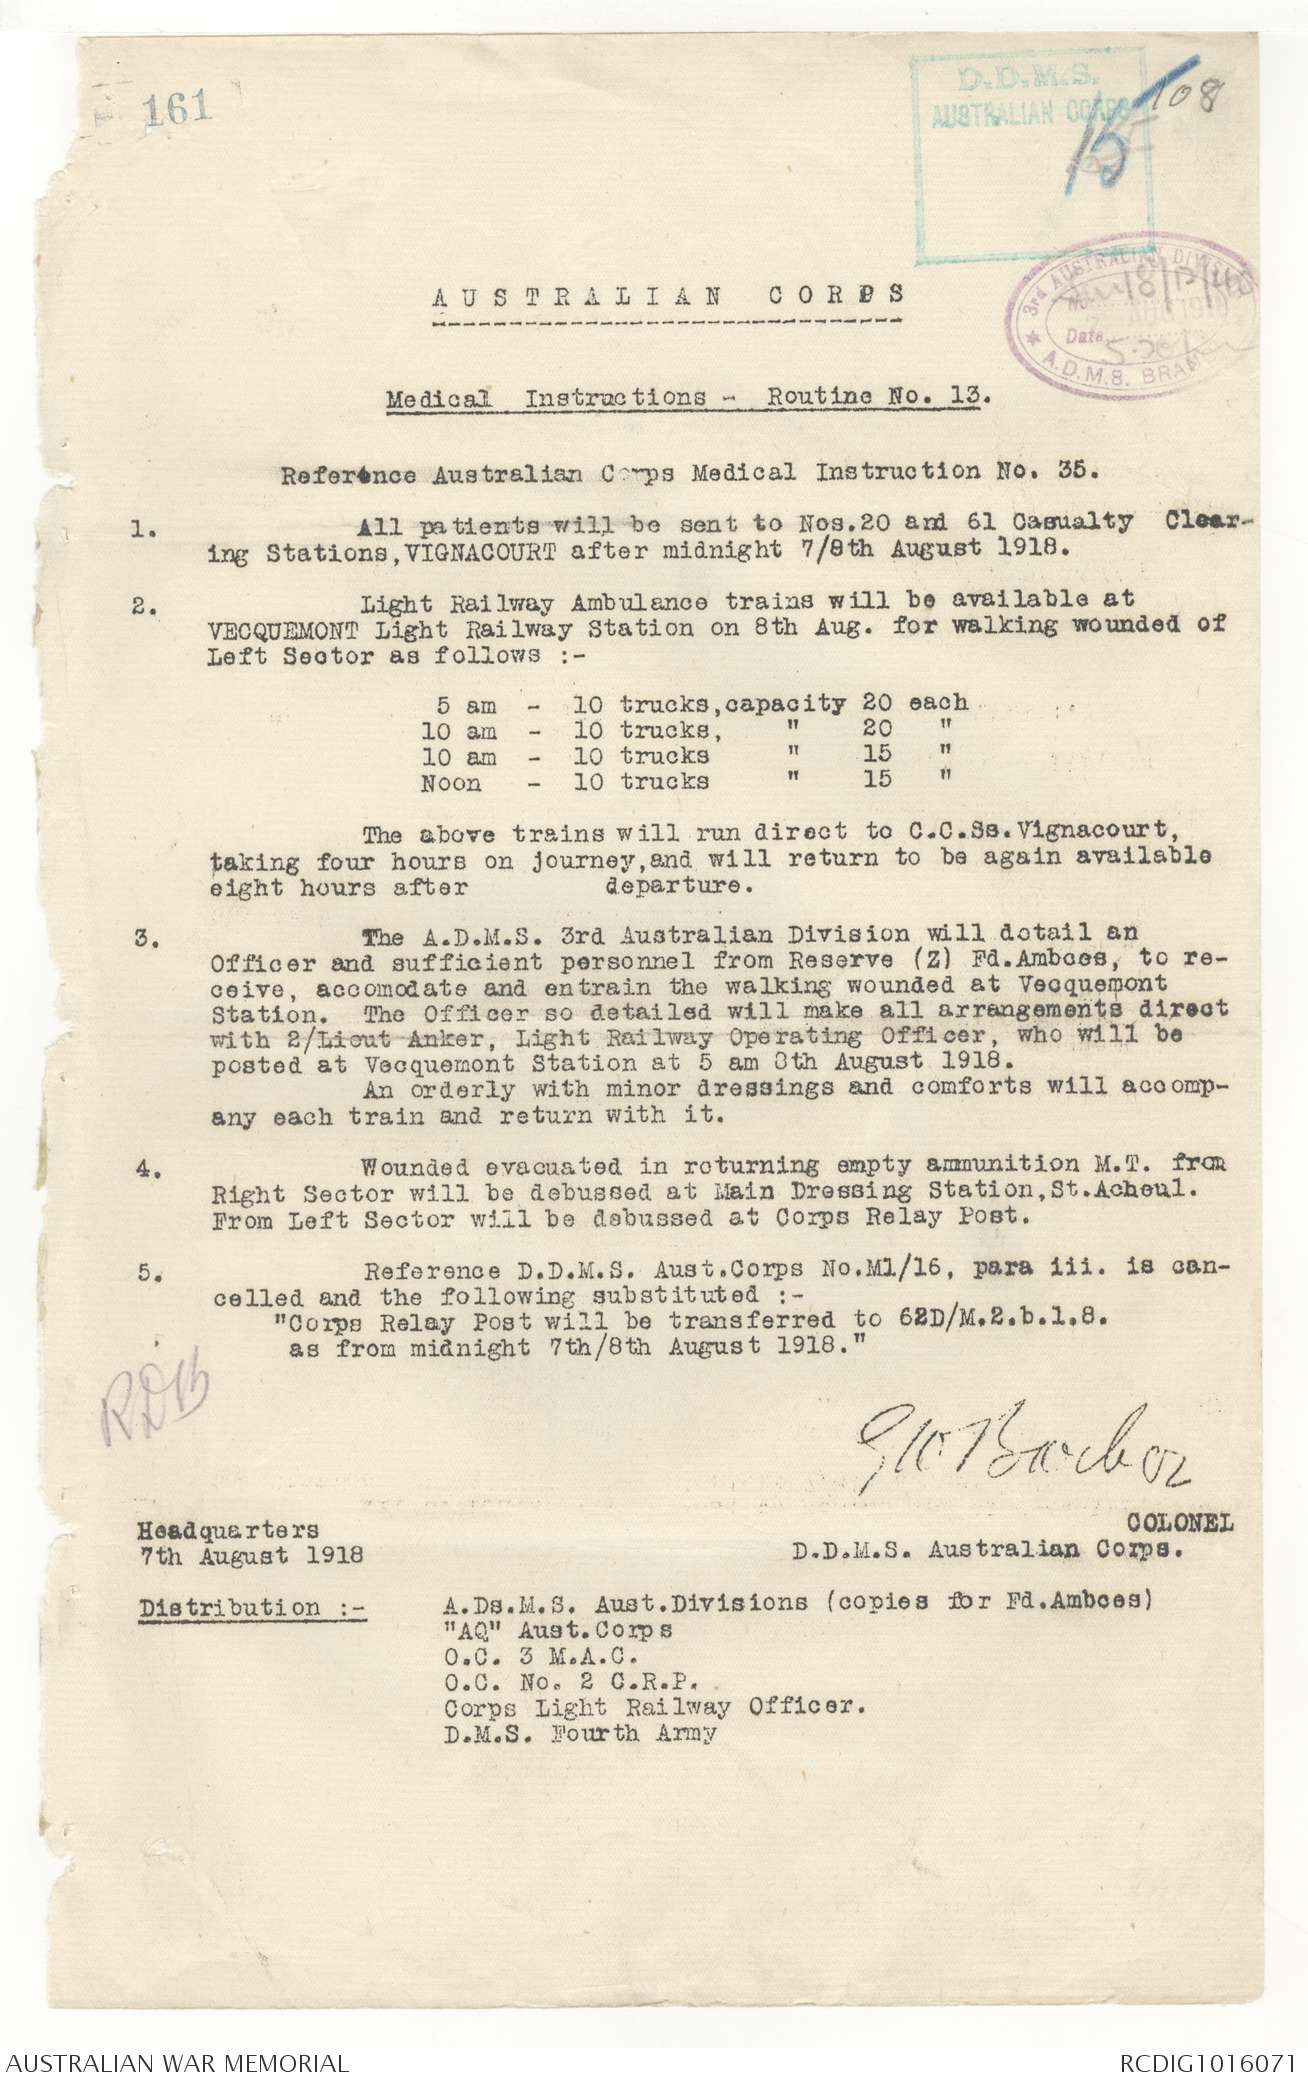 161
D.D.M.S.
AUSTRALIAN CORPS
108
15
3rd AUSTRALIAN DIVISION
Date
A.D.M.S. BRANCH
AUSTRALIAN CORPS
Medical Instructions - Routine No. 13.
Reference Australian Corps Medical Instruction No. 35.
1. All patients will be sent to Nos.20 and 61 Casualty Clear-
ing Stations,VIGNACOURT after midnight 7/8th August 1918.
2. Light Railway Ambulance trains will be available at
VECQUEMONT Light Railway Station on 8th Aug. for walking wounded of
Left Sector as follows :-
5 am - 10 trucks,capacity 20 each
10 am - 10 trucks, " 20 "
10 am - 10 trucks " 15 "
Noon - 10 trucks " 15 "
The above trains will run direct to C.C.Ss.Vignacourt,
taking four hours on journey,and will return to be again available
eight hours after departure.
3. The A.D.M.S. 3rd Australian Division will detail an
Officer and sufficient personnel from Reserve (Z) Fd.Ambces, to re-
ceive, accomodate and entrain the walking wounded at Vecquemont
Station. The Officer so detailed will make all arrangements direct
with 2/Lieut Anker, Light Railway Operating Officer, who will be
posted at Vecquemont Station at 5 am 8th August 1918.
An orderly with minor dressings and comforts will accomp-
any each train and return with it.
4. Wounded evacuated in returning empty ammunition M.T. from
Right Sector will be debussed at Main Dressing Station,St.Acheul.
From Left Sector will be debussed at Corps Relay Post.
5. Reference D.D.M.S. Aust.Corps No.M1/16, para iii. is can-
celled and the following substituted :-
"Corps Relay Post will be transferred to 62D/M.2.b.1.8.
as from midnight 7th/8th August 1918."
RDB
G W Barber
Headquarters
7th August 1918
COLONEL
D.D.M.S. Australian Corps.
Distribution :- A.Ds.M.S. Aust.Divisions (copies for Fd.Ambces)
"AQ" Aust.Corps
O.C. 3 M.A.C.
O.C. No. 2 C.R.P.
Corps Light Railway Officer.
D.M.S. Fourth Army
AUSTRALIAN WAR MEMORIAL
RCDIG1016071